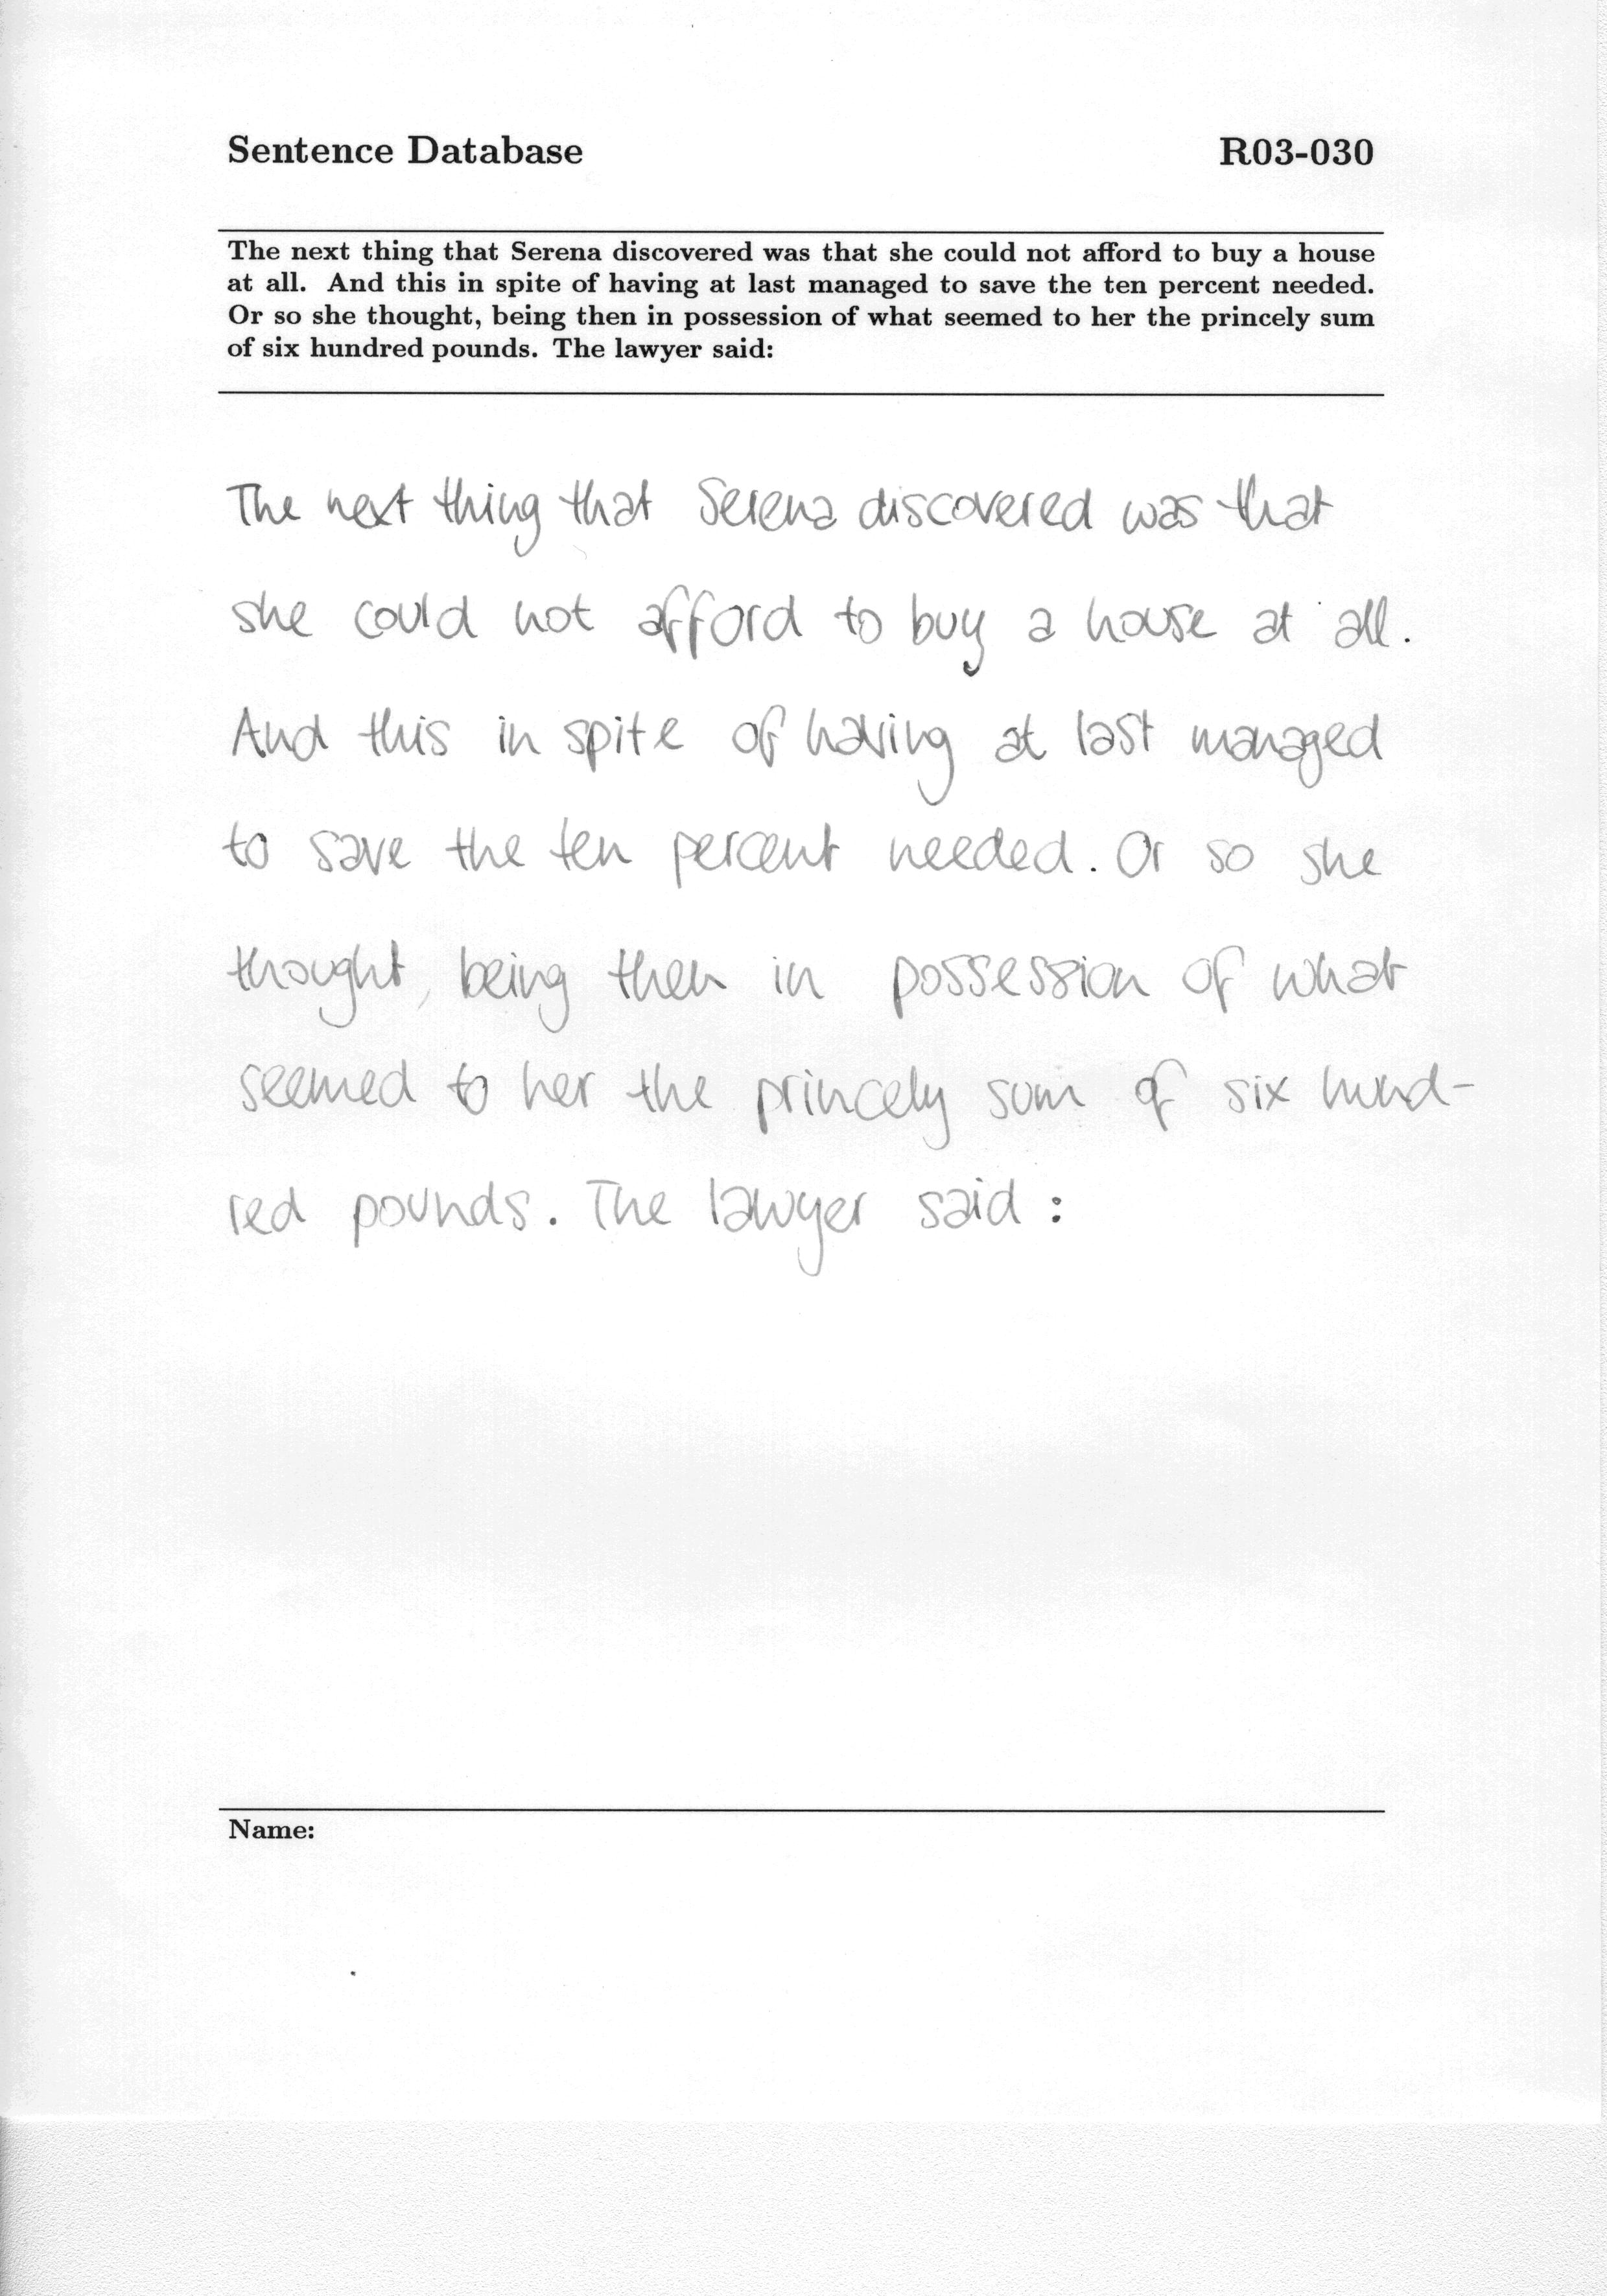 Sentence Database R03-030
The next thing that Serena discovered was that she could not afford to buy a house
at all. And this in spite of having at last managed to save the ten percent needed.
Or so she thought, being then in possession of what seemed to her the princely sum
of six hundred pounds. The lawyer said:
The next thing that Serena discovered was that
she could not afford to buy a house at all.
And this in spite of having at last managed
to save the ten percent needed. Or so she
thought, being then in possession of what
seemed to her the princely sum of six hund-
red pounds. The lawyer said:
Name: